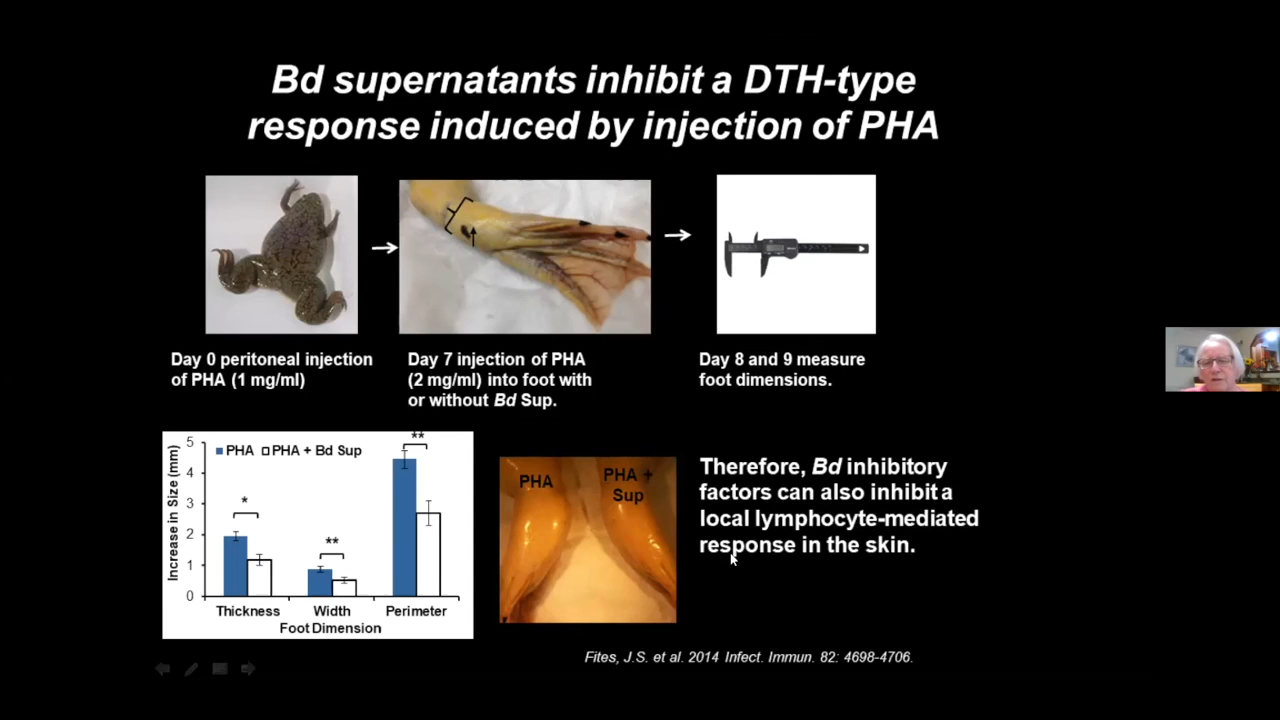 Bd supernatants inhibit a DTH-type
response induced by injection of PHA
Day 0 peritoneal injection
of PHA (1 mg/ml)
Day 7 injection of PHA
(2 mg/ml) into foot with
or without Bd Sup.
Day 8 and 9 measure
foot dimensions.
Increase in Size (mm)
5
4
3
2
1
0
PHA PHA + Bd Sup
*
**
**
Thickness Width Perimeter
Foot Dimension
PHA
PHA +
Sup
Therefore, Bd inhibitory
factors can also inhibit a
local lymphocyte-mediated
response in the skin.
Fites, J.S. et al. 2014 Infect. Immun. 82: 4698-4706.